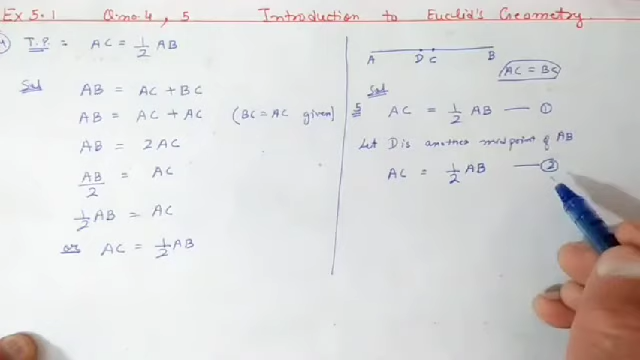 Ex 5.1 Q.no. 4, 5 Introduction to Euclid's Geometry.
T.P. = AC = 1/2 AB
Sol
AB = AC + BC
AB = AC + AC (BC = AC given)
AB = 2AC
AB/2 = AC
1/2 AB = AC
or AC = 1/2 AB
A D C B
AC = BC
Sol
5 AC = 1/2 AB — ①
Let D is another midpoint of AB
AC = 1/2 AB — ②